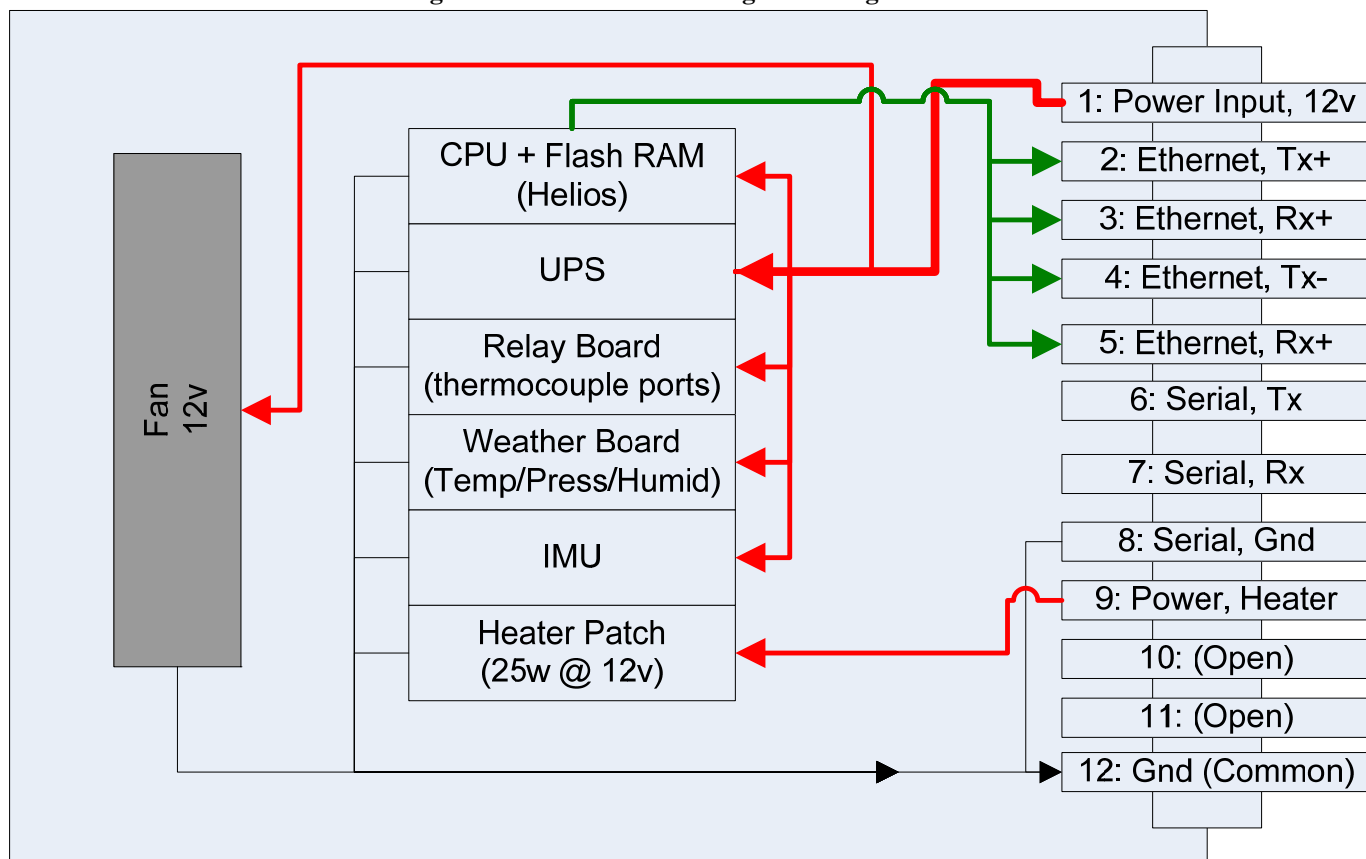 Fan
12v
CPU + Flash RAM
(Helios)
UPS
Relay Board
(thermocouple ports)
Weather Board
(Temp/Press/Humid)
IMU
Heater Patch
(25w @ 12v)
1: Power Input, 12v
2: Ethernet, Tx+
3: Ethernet, Rx+
4: Ethernet, Tx-
5: Ethernet, Rx+
6: Serial, Tx
7: Serial, Rx
8: Serial, Gnd
9: Power, Heater
10: (Open)
11: (Open)
12: Gnd (Common)